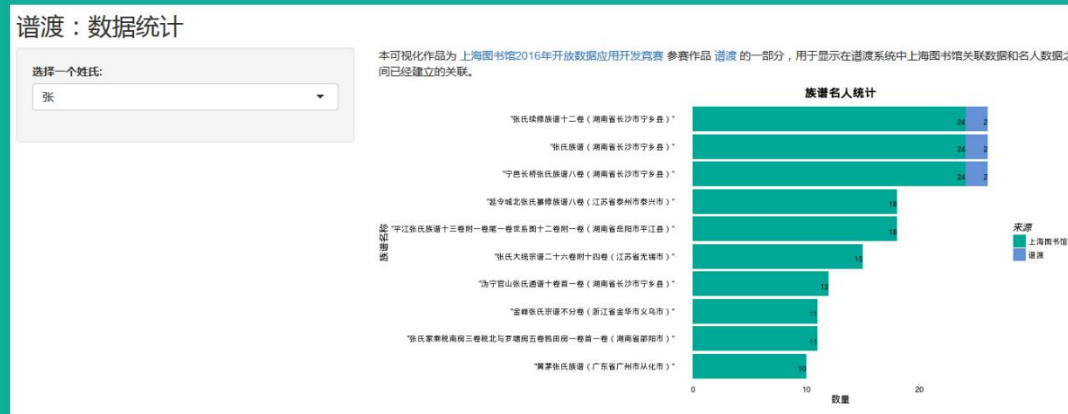 谱渡：数据统计
选择一个姓氏:
张
本可视化作品为 上海图书馆2016年开放数据应用开发竞赛 参赛作品 谱渡 的一部分，用于显示在谱渡系统中上海图书馆关联数据和名人数据之
间已经建立的关联。
族谱名人统计
"张氏续修族谱十二卷（湖南省长沙市宁乡县）"
24 2
"张氏族谱（湖南省长沙市宁乡县）"
24 2
"宁邑长桥张氏族谱八卷（湖南省长沙市宁乡县）"
24 2
"延令城北张氏纂修族谱八卷（江苏省泰州市泰兴市）"
18
"平江张氏族谱十三卷附一卷尾一卷世系图十二卷附一卷（湖南省岳阳市平江县）"
18
"张氏大统宗谱二十六卷附十四卷（江苏省无锡市）"
15
"沩宁官山张氏通谱十卷首一卷（湖南省长沙市宁乡县）"
12
"金峰张氏宗谱不分卷（浙江省金华市义乌市）"
11
"张氏家乘税南房三卷税北与罗塘房五卷鸦田房一卷首一卷（湖南省邵阳市）"
11
"黄茅张氏族谱（广东省广州市从化市）"
10
族谱名称
0 10 20
数量
来源
上海图书馆
谱渡